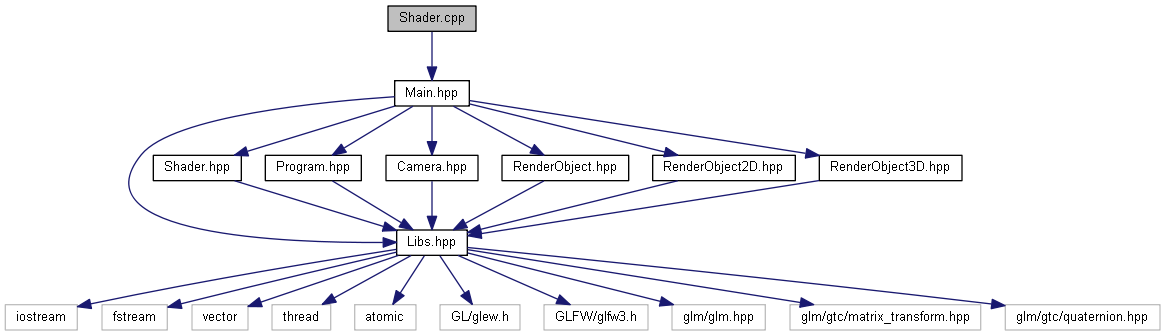 Shader.cpp
Main.hpp
Shader.hpp
Program.hpp
Camera.hpp
RenderObject.hpp
RenderObject2D.hpp
RenderObject3D.hpp
Libs.hpp
iostream
fstream
vector
thread
atomic
GL/glew.h
GLFW/glfw3.h
glm/glm.hpp
glm/gtc/matrix_transform.hpp
glm/gtc/quaternion.hpp